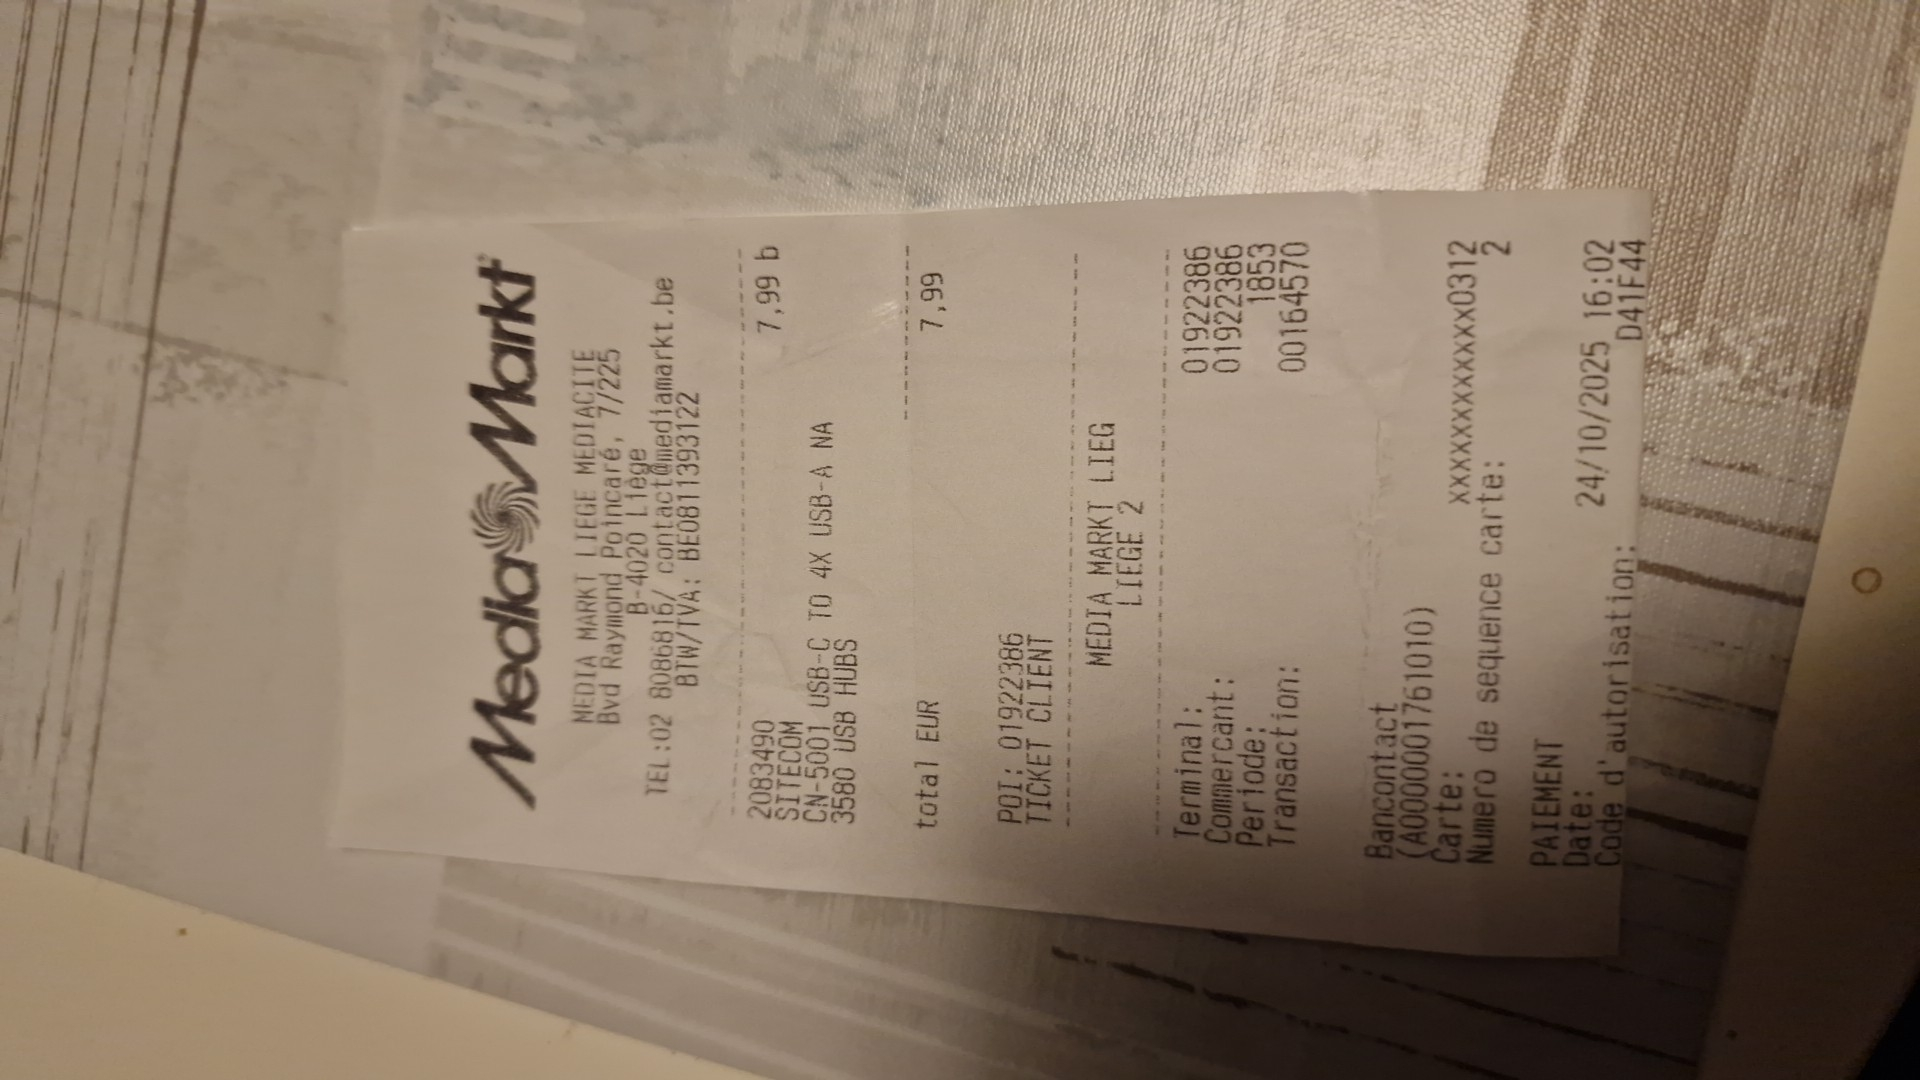 MediaMarkt
MEDIA MARKT LIEGE MEDIACITE
Bvd Raymond Poincaré, 7/225
B-4020 Liège
TEL:02 8086816/ contact@mediamarkt.be
BTW/TVA: BE0811393122
2083490 7,99 b
SITECOM
CN-5001 USB-C TO 4X USB-A NA
3580 USB HUBS
total EUR 7,99
POI: 01922386
TICKET CLIENT
MEDIA MARKT LIEG
LIEGE 2
Terminal: 01922386
Commercant: 01922386
Periode: 1853
Transaction: 00164570
Bancontact
(A0000017610​10)
Carte: xxxxxxxxxxxxx0312
Numero de sequence carte: 2
PAIEMENT
Date: 24/10/2025 16:02
Code d'autorisation: D41F44